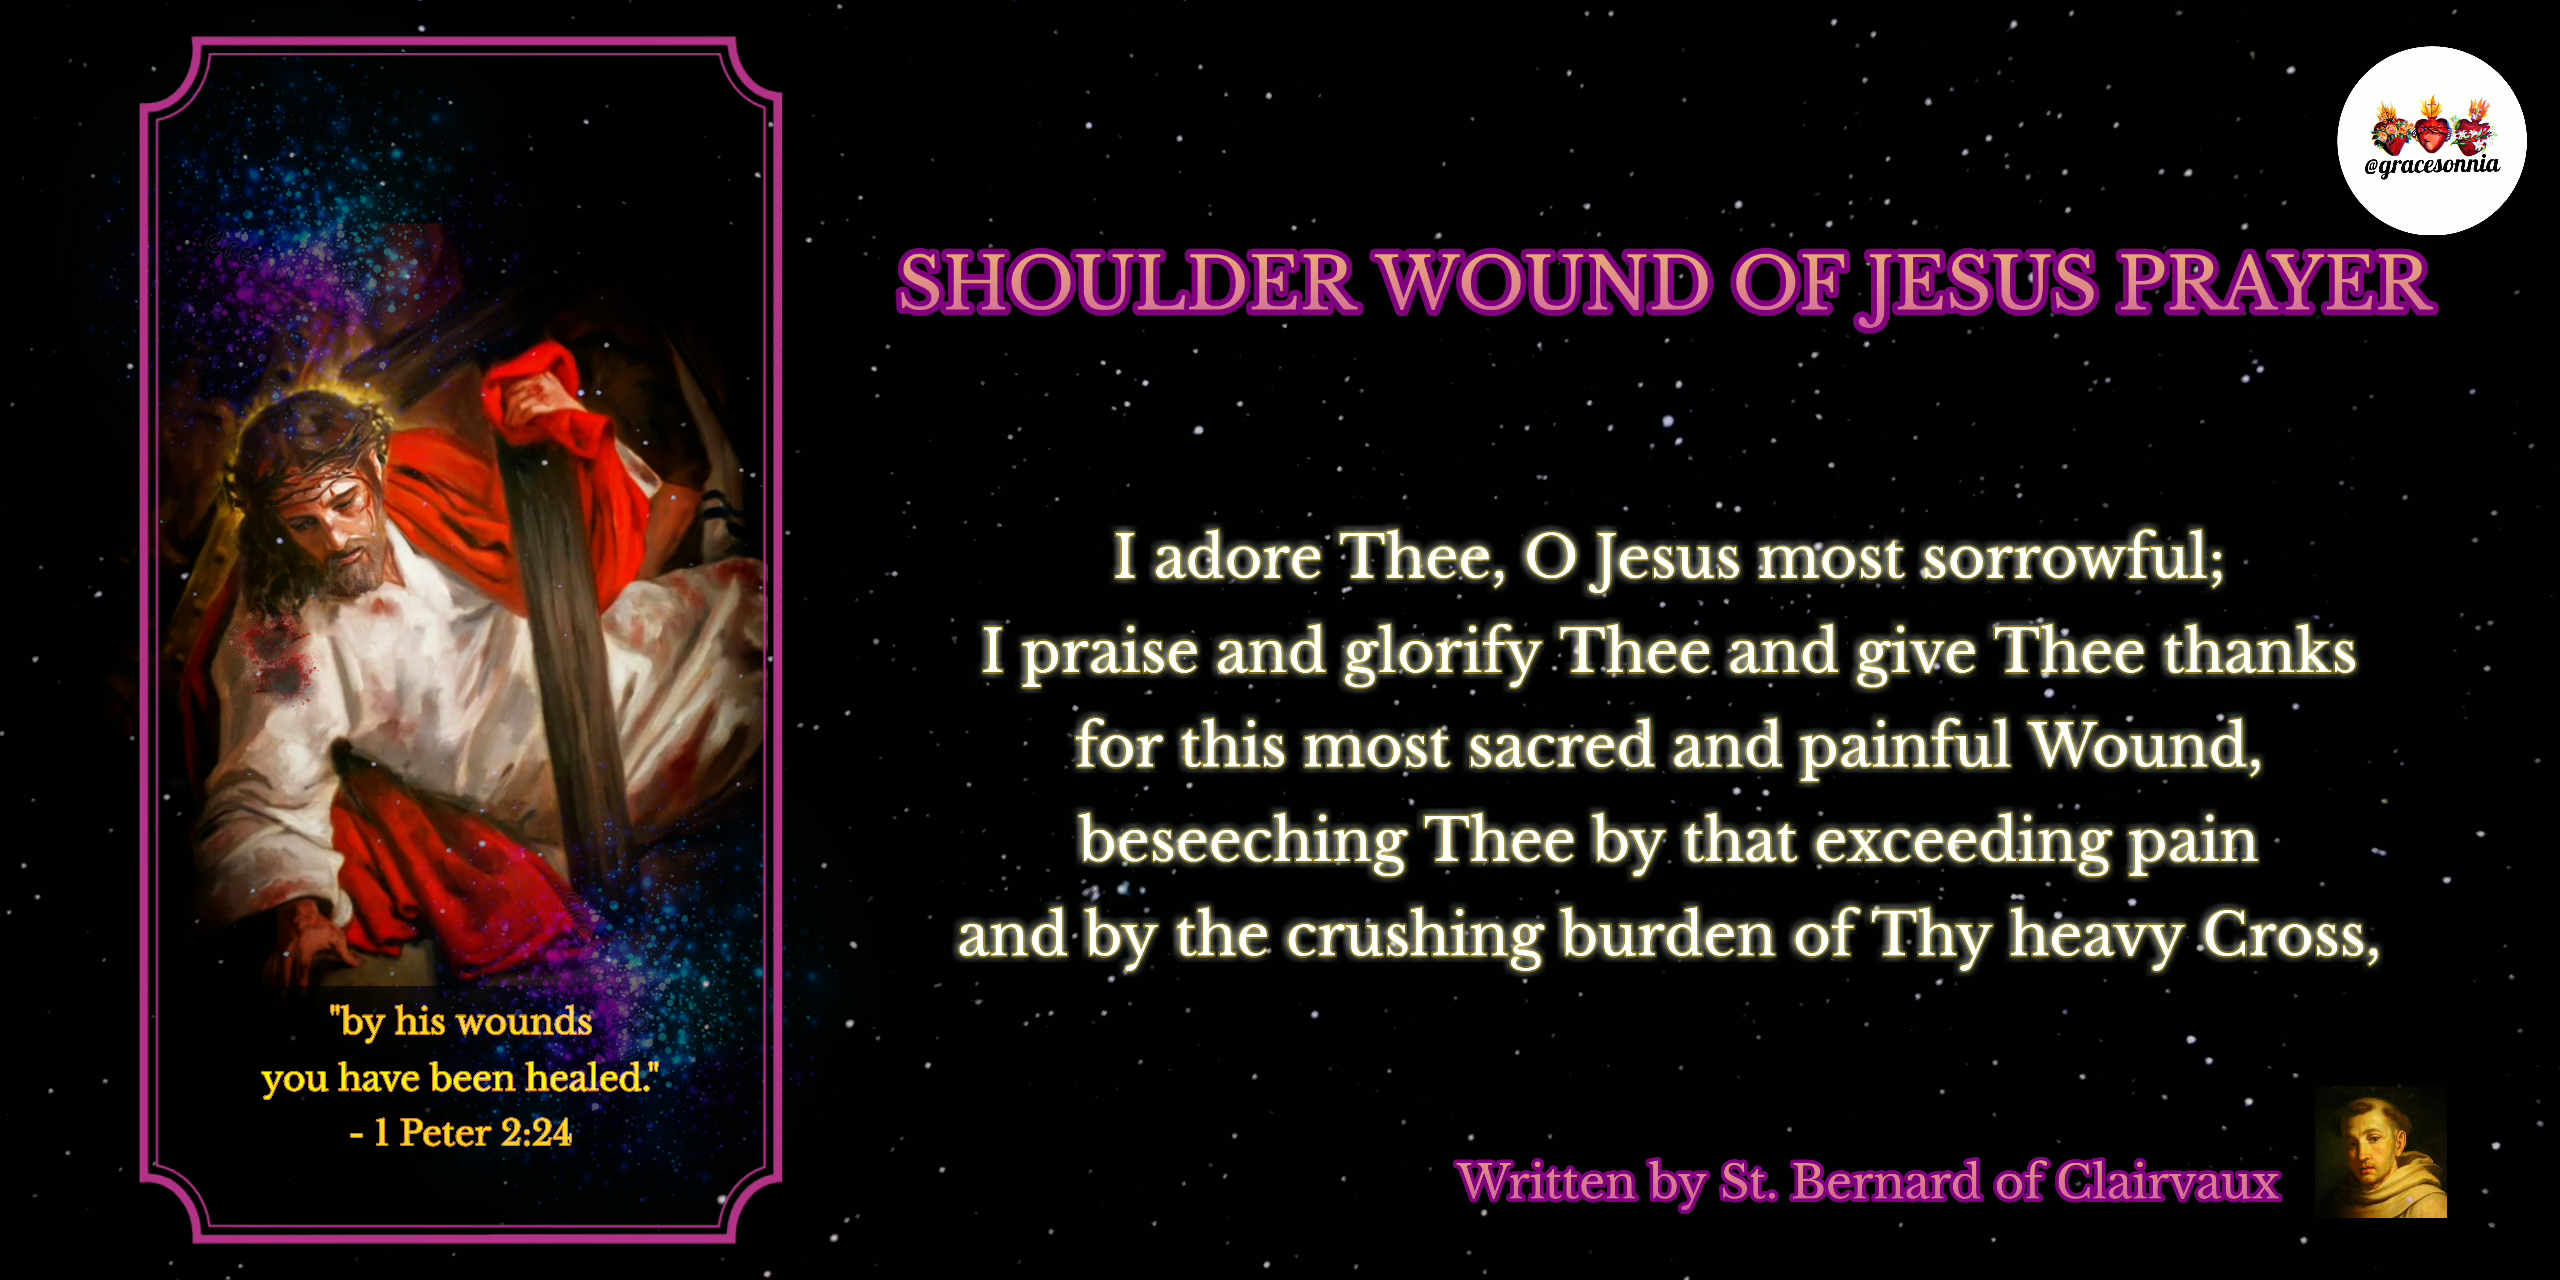 @gracesonnia
SHOULDER WOUND OF JESUS PRAYER
I adore Thee, O Jesus most sorrowful;
I praise and glorify Thee and give Thee thanks
for this most sacred and painful Wound,
beseeching Thee by that exceeding pain
and by the crushing burden of Thy heavy Cross,
"by his wounds
you have been healed."
- 1 Peter 2:24
Written by St. Bernard of Clairvaux